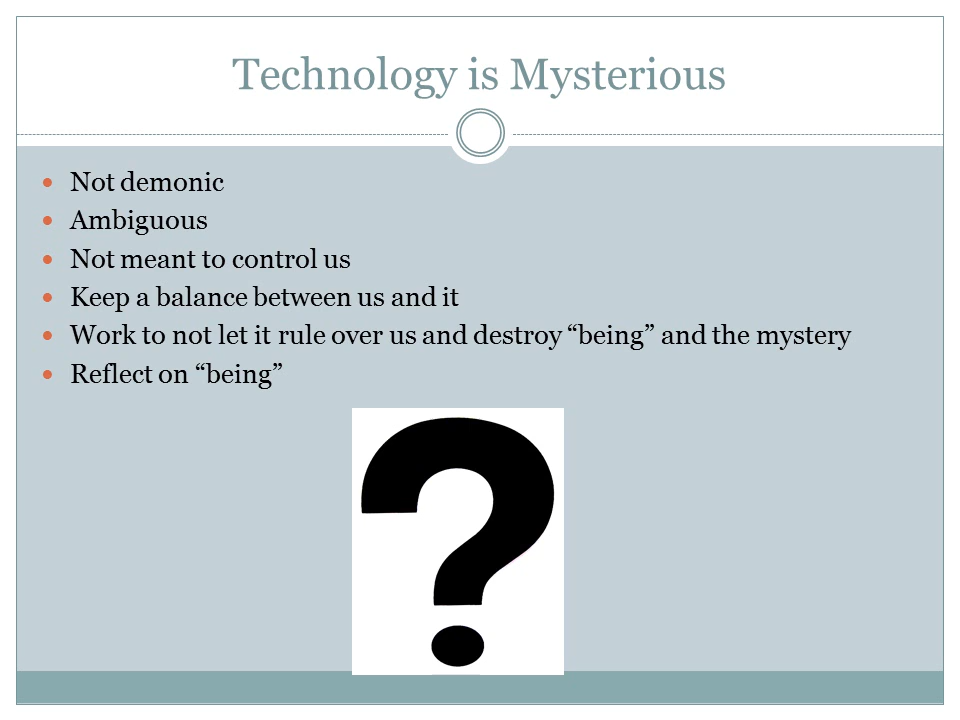 Technology is Mysterious
Not demonic
Ambiguous
Not meant to control us
Keep a balance between us and it
Work to not let it rule over us and destroy “being” and the mystery
Reflect on “being”
?